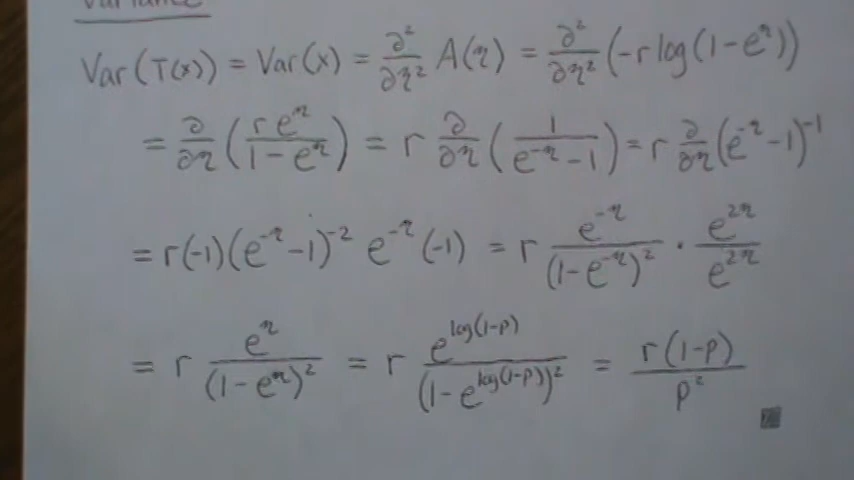 Variance
Var(T(x)) = Var(x) = ∂²/∂η² A(η) = ∂²/∂η² (-r log(1-e^η))
= ∂/∂η (r e^η / 1-e^η) = r ∂/∂η (1 / e^-η -1) = r ∂/∂η (e^-η -1)^-1
= r(-1)(e^-η -1)^-2 e^-η (-1) = r e^-η / (1-e^-η)² · e^2η / e^2η
= r e^η / (1-e^η)² = r e^log(1-p) / (1-e^log(1-p))² = r(1-p) / p²